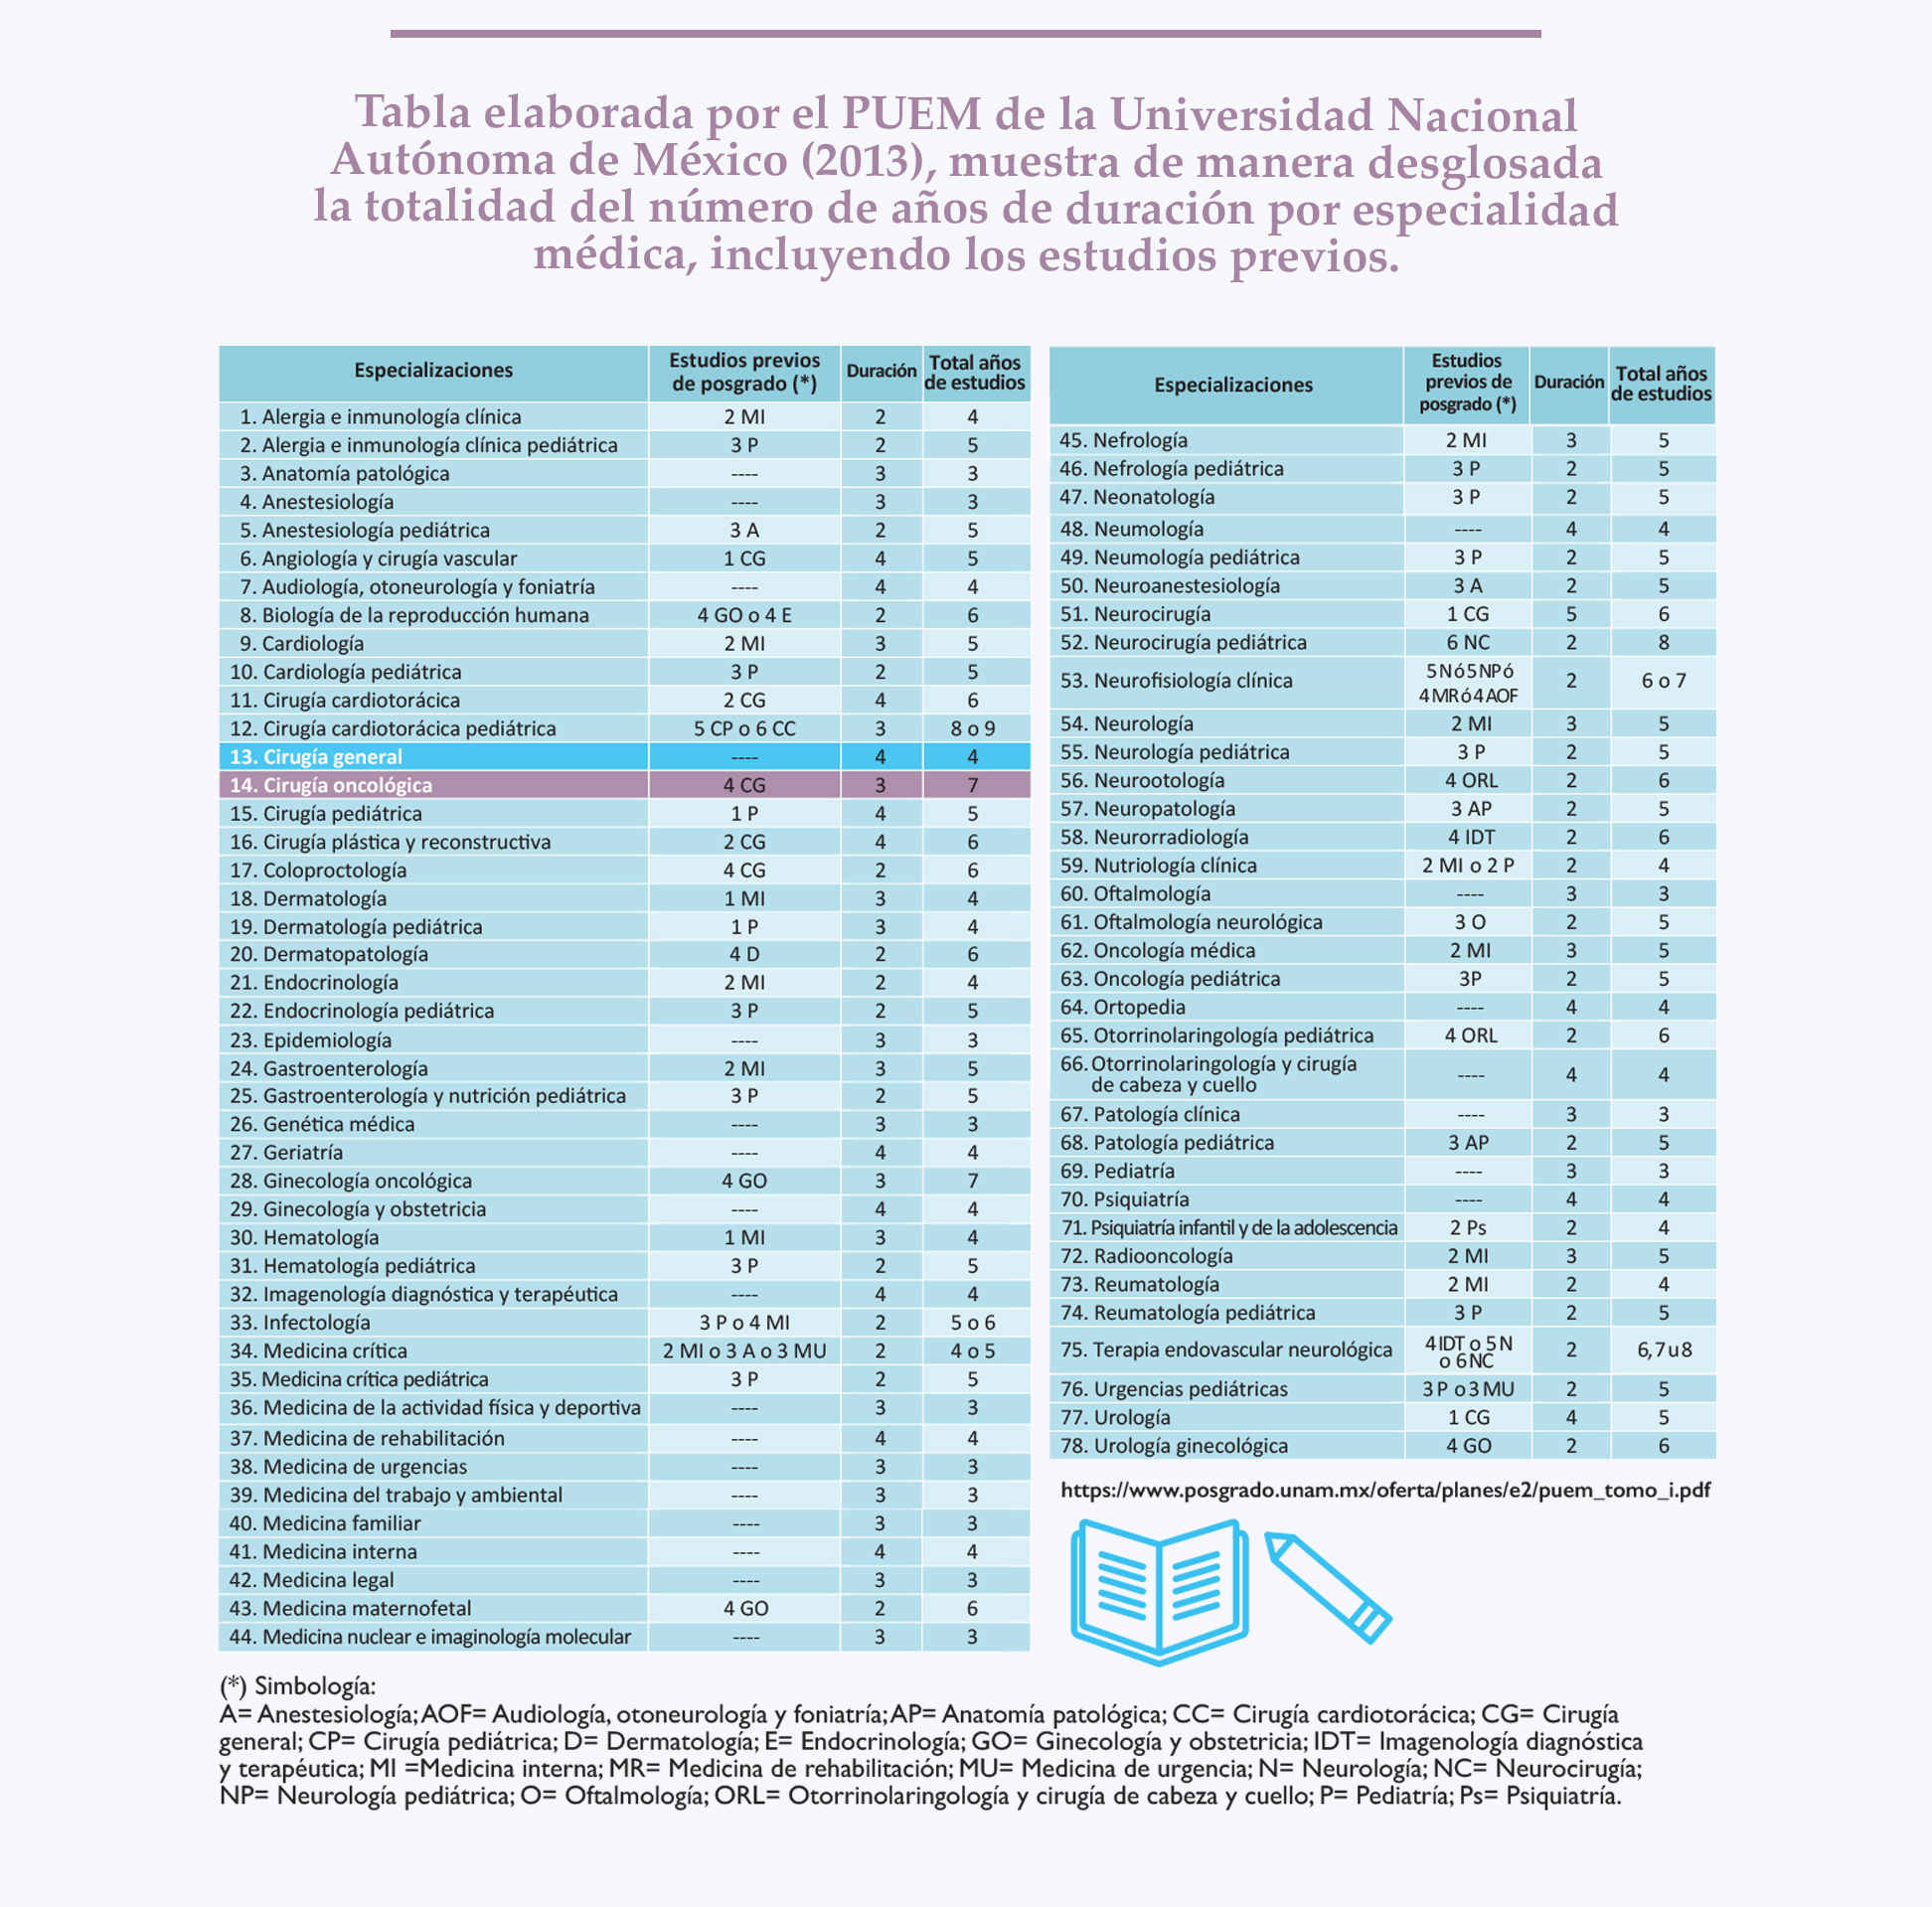 Tabla elaborada por el PUEM de la Universidad Nacional
Autónoma de México (2013), muestra de manera desglosada
la totalidad del número de años de duración por especialidad
médica, incluyendo los estudios previos.
Especializaciones Estudios previos de posgrado (*) Duración Total años de estudios
1. Alergia e inmunología clínica 2 MI 2 4
2. Alergia e inmunología clínica pediátrica 3 P 2 5
3. Anatomía patológica ---- 3 3
4. Anestesiología ---- 3 3
5. Anestesiología pediátrica 3 A 2 5
6. Angiología y cirugía vascular 1 CG 4 5
7. Audiología, otoneurología y foniatría ---- 4 4
8. Biología de la reproducción humana 4 GO o 4 E 2 6
9. Cardiología 2 MI 3 5
10. Cardiología pediátrica 3 P 2 5
11. Cirugía cardiotorácica 2 CG 4 6
12. Cirugía cardiotorácica pediátrica 5 CP o 6 CC 3 8 o 9
13. Cirugía general ---- 4 4
14. Cirugía oncológica 4 CG 3 7
15. Cirugía pediátrica 1 P 4 5
16. Cirugía plástica y reconstructiva 2 CG 4 6
17. Coloproctología 4 CG 2 6
18. Dermatología 1 MI 3 4
19. Dermatología pediátrica 1 P 3 4
20. Dermatopatología 4 D 2 6
21. Endocrinología 2 MI 2 4
22. Endocrinología pediátrica 3 P 2 5
23. Epidemiología ---- 3 3
24. Gastroenterología 2 MI 3 5
25. Gastroenterología y nutrición pediátrica 3 P 2 5
26. Genética médica ---- 3 3
27. Geriatría ---- 4 4
28. Ginecología oncológica 4 GO 3 7
29. Ginecología y obstetricia ---- 4 4
30. Hematología 1 MI 3 4
31. Hematología pediátrica 3 P 2 5
32. Imagenología diagnóstica y terapéutica ---- 4 4
33. Infectología 3 P o 4 MI 2 5 o 6
34. Medicina crítica 2 MI o 3 A o 3 MU 2 4 o 5
35. Medicina crítica pediátrica 3 P 2 5
36. Medicina de la actividad física y deportiva ---- 3 3
37. Medicina de rehabilitación ---- 4 4
38. Medicina de urgencias ---- 3 3
39. Medicina del trabajo y ambiental ---- 3 3
40. Medicina familiar ---- 3 3
41. Medicina interna ---- 4 4
42. Medicina legal ---- 3 3
43. Medicina maternofetal 4 GO 2 6
44. Medicina nuclear e imaginología molecular ---- 3 3
Especializaciones Estudios previos de posgrado (*) Duración Total años de estudios
45. Nefrología 2 MI 3 5
46. Nefrología pediátrica 3 P 2 5
47. Neonatología 3 P 2 5
48. Neumología ---- 4 4
49. Neumología pediátrica 3 P 2 5
50. Neuroanestesiología 3 A 2 5
51. Neurocirugía 1 CG 5 6
52. Neurocirugía pediátrica 6 NC 2 8
53. Neurofisiología clínica 5 N ó 5 NP ó 4 MR ó 4 AOF 2 6 o 7
54. Neurología 2 MI 3 5
55. Neurología pediátrica 3 P 2 5
56. Neurootología 4 ORL 2 6
57. Neuropatología 3 AP 2 5
58. Neurorradiología 4 IDT 2 6
59. Nutriología clínica 2 MI o 2 P 2 4
60. Oftalmología ---- 3 3
61. Oftalmología neurológica 3 O 2 5
62. Oncología médica 2 MI 3 5
63. Oncología pediátrica 3P 2 5
64. Ortopedia ---- 4 4
65. Otorrinolaringología pediátrica 4 ORL 2 6
66. Otorrinolaringología y cirugía
de cabeza y cuello ---- 4 4
67. Patología clínica ---- 3 3
68. Patología pediátrica 3 AP 2 5
69. Pediatría ---- 3 3
70. Psiquiatría ---- 4 4
71. Psiquiatría infantil y de la adolescencia 2 Ps 2 4
72. Radiooncología 2 MI 3 5
73. Reumatología 2 MI 2 4
74. Reumatología pediátrica 3 P 2 5
75. Terapia endovascular neurológica 4 IDT o 5 N o 6 NC 2 6, 7 u 8
76. Urgencias pediátricas 3 P o 3 MU 2 5
77. Urología 1 CG 4 5
78. Urología ginecológica 4 GO 2 6
https://www.posgrado.unam.mx/oferta/planes/e2/puem_tomo_i.pdf
(*) Simbología:
A= Anestesiología; AOF= Audiología, otoneurología y foniatría; AP= Anatomía patológica; CC= Cirugía cardiotorácica; CG= Cirugía
general; CP= Cirugía pediátrica; D= Dermatología; E= Endocrinología; GO= Ginecología y obstetricia; IDT= Imagenología diagnóstica
y terapéutica; MI =Medicina interna; MR= Medicina de rehabilitación; MU= Medicina de urgencia; N= Neurología; NC= Neurocirugía;
NP= Neurología pediátrica; O= Oftalmología; ORL= Otorrinolaringología y cirugía de cabeza y cuello; P= Pediatría; Ps= Psiquiatría.